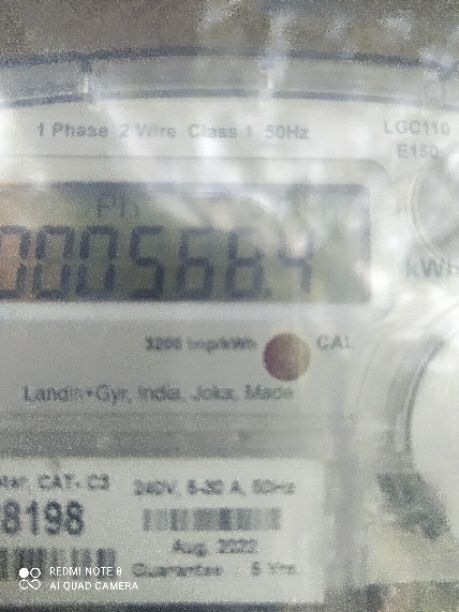 1 Phase 2 Wire Class 1 50Hz
LGC110
E150
Ph
000566.4
kWh
3200 imp/kWh
CAL
Landis+Gyr, India, Joka, Made
CAT- C3
240V, 5-30 A, 50Hz
8198
Aug. 2022
Guarantee : 5 Yrs.
REDMI NOTE 8
AI QUAD CAMERA